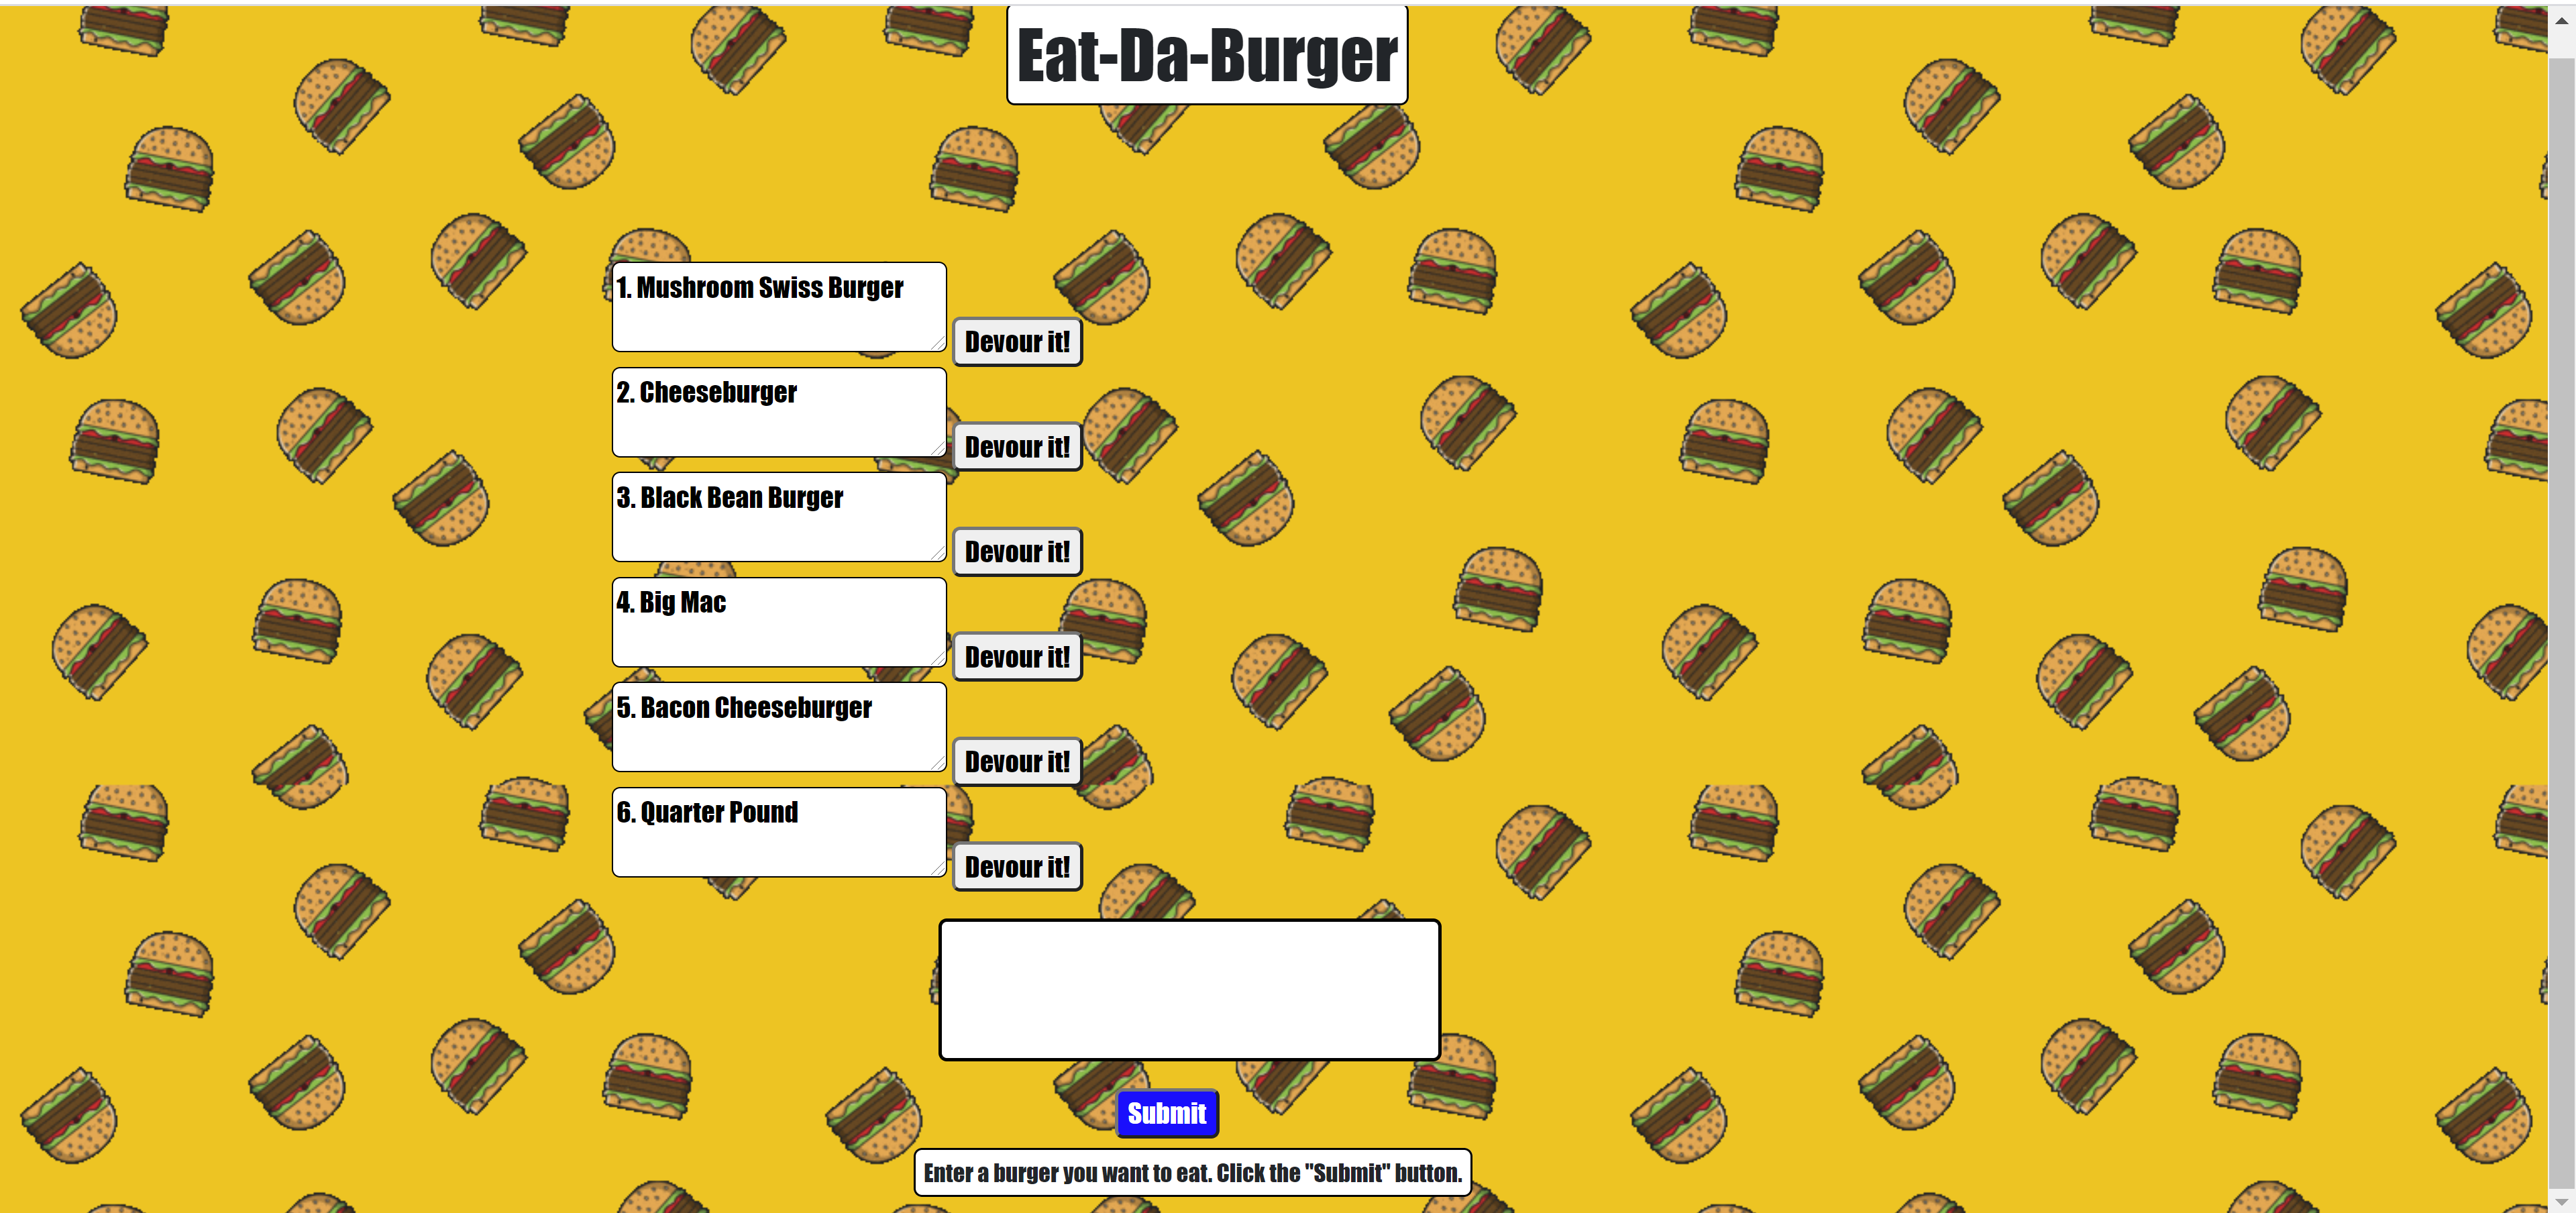 Eat-Da-Burger
1. Mushroom Swiss Burger
Devour it!
2. Cheeseburger
Devour it!
3. Black Bean Burger
Devour it!
4. Big Mac
Devour it!
5. Bacon Cheeseburger
Devour it!
6. Quarter Pound
Devour it!
Submit
Enter a burger you want to eat. Click the "Submit" button.